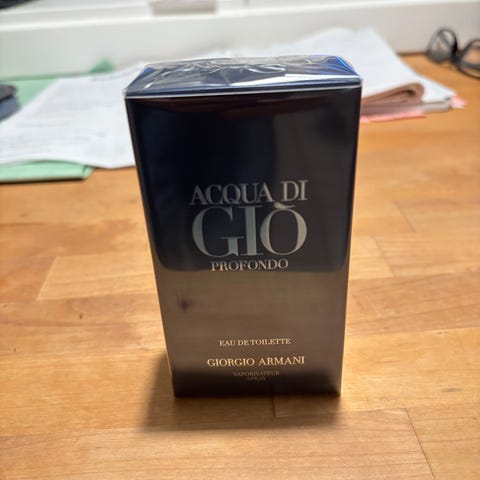 ACQUA DI
GIÒ
PROFONDO
EAU DE TOILETTE
GIORGIO ARMANI
VAPORISATEUR
SPRAY